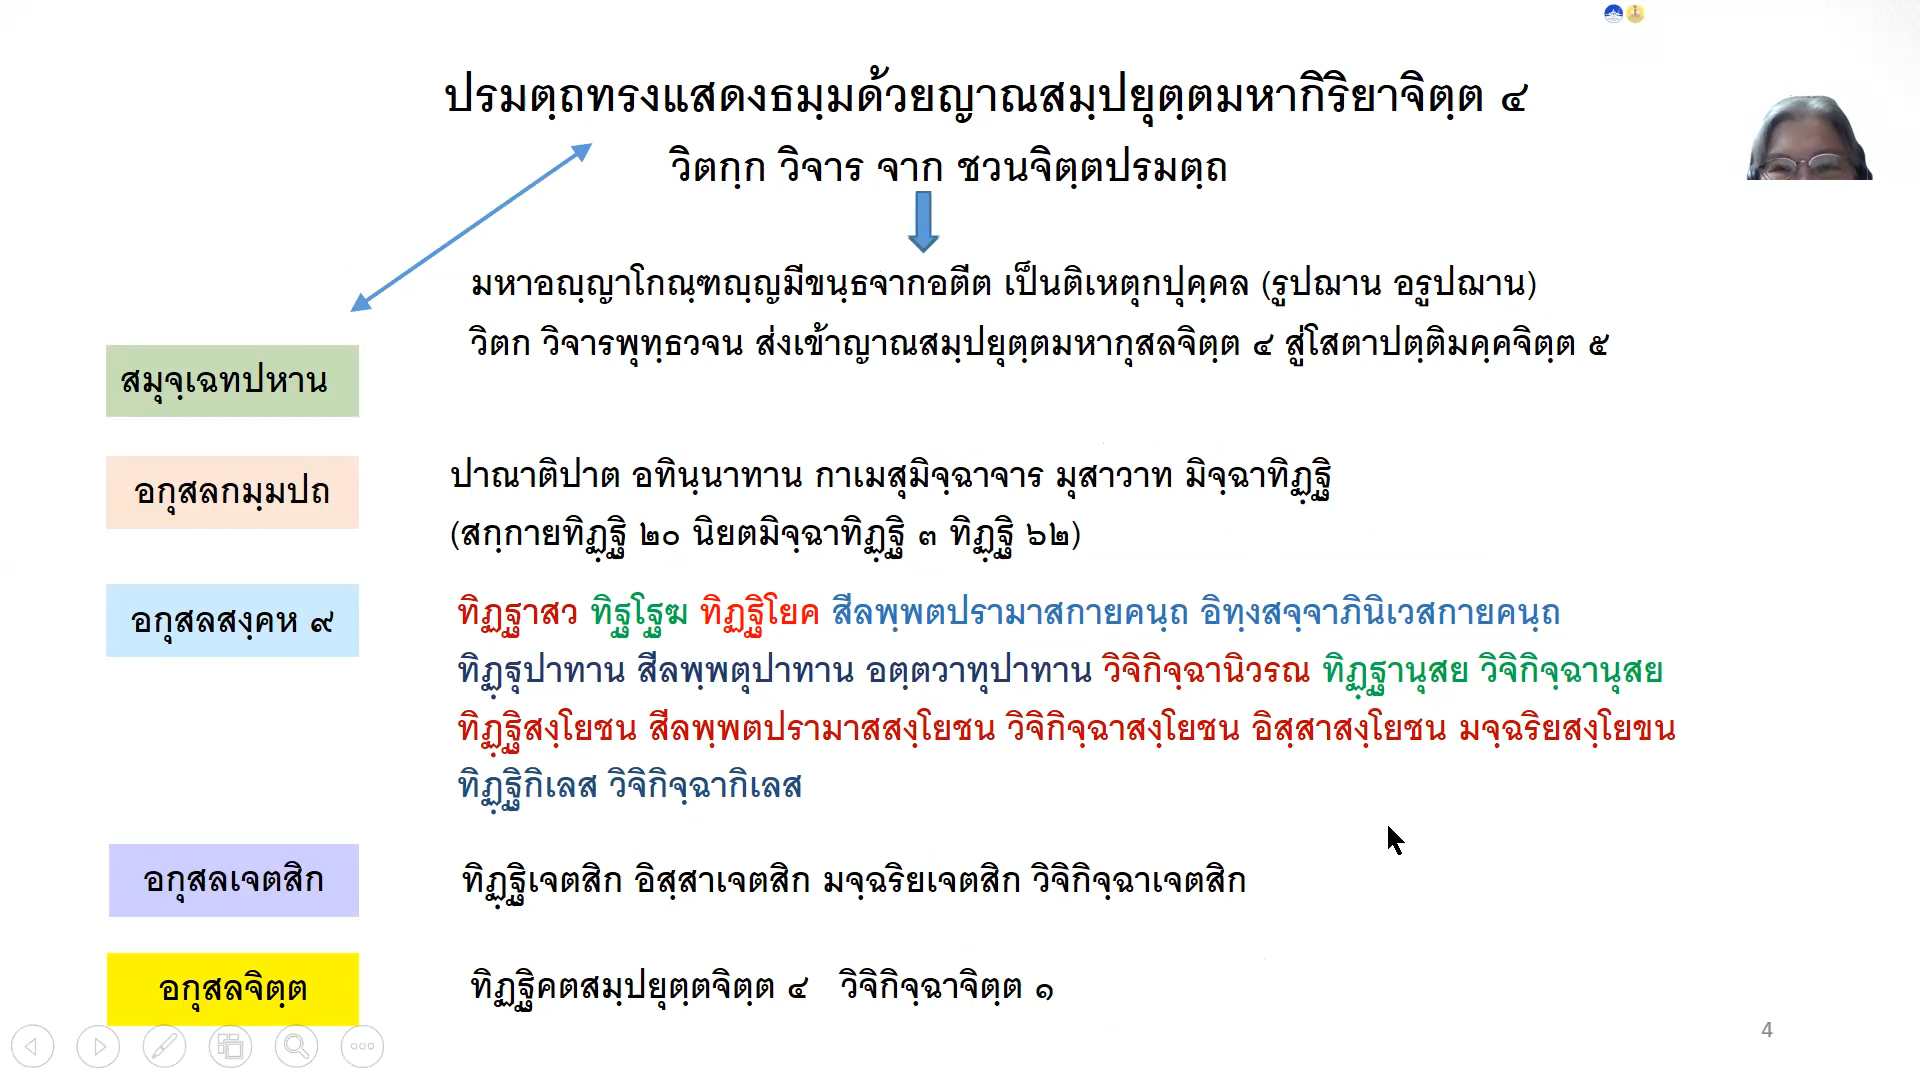 ปรมตฺถทรงแสดงธมฺมด้วยญาณสมฺปยุตฺตมหากิริยาจิตฺต ๔
วิตกฺก วิจาร จาก ชวนจิตฺตปรมตฺถ
มหาอญฺญาโกณฺฑญฺญมีขนฺธจากอตีต เป็นติเหตุกปุคฺคล (รูปฌาน อรูปฌาน)
วิตก วิจารพุทฺธวจน ส่งเข้าญาณสมฺปยุตฺตมหากุสลจิตฺต ๔ สู่โสตาปตฺติมคฺคจิตฺต ๕
สมุจฺเฉทปหาน
อกุสลกมฺมปถ
ปาณาติปาต อทินฺนาทาน กาเมสุมิจฺฉาจาร มุสาวาท มิจฺฉาทิฏฺฐิ
(สกฺกายทิฏฺฐิ ๒๐ นิยตมิจฺฉาทิฏฺฐิ ๓ ทิฏฺฐิ ๖๒)
อกุสลสงฺคห ๙
ทิฏฐาสว ทิฐโฐฆ ทิฏฐิโยค สีลพฺพตปรามาสกายคนฺถ อิทฺงสจฺจาภินิเวสกายคนฺถ
ทิฏฺฐุปาทาน สีลพฺพตุปาทาน อตฺตวาทุปาทาน วิจิกิจฺฉานิวรณ ทิฏฺฐานุสย วิจิกิจฺฉานุสย
ทิฏฺฐิสงฺโยชน สีลพฺพตปรามาสสงฺโยชน วิจิกิจฺฉาสงฺโยชน อิสฺสาสงฺโยชน มจฺฉริยสงฺโยขน
ทิฏฺฐิกิเลส วิจิกิจฺฉากิเลส
อกุสลเจตสิก
ทิฏฺฐิเจตสิก อิสฺสาเจตสิก มจฺฉริยเจตสิก วิจิกิจฺฉาเจตสิก
อกุสลจิตฺต
ทิฏฐิคตสมฺปยุตฺตจิตฺต ๔ วิจิกิจฺฉาจิตฺต ๑
4